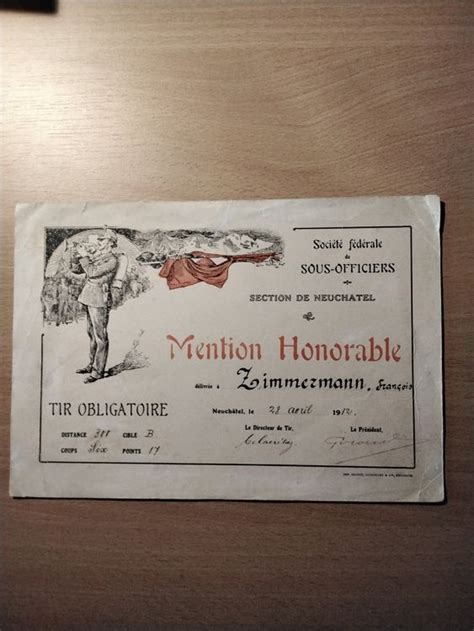 Société fédérale
de
SOUS-OFFICIERS
SECTION DE NEUCHATEL
Mention Honorable
délivrée à Zimmermann, François
TIR OBLIGATOIRE
Neuchâtel, le 23 avril 1912.
DISTANCE 300 CIBLE B.
COUPS Six POINTS 17
Le Directeur de Tir,
Le Président,